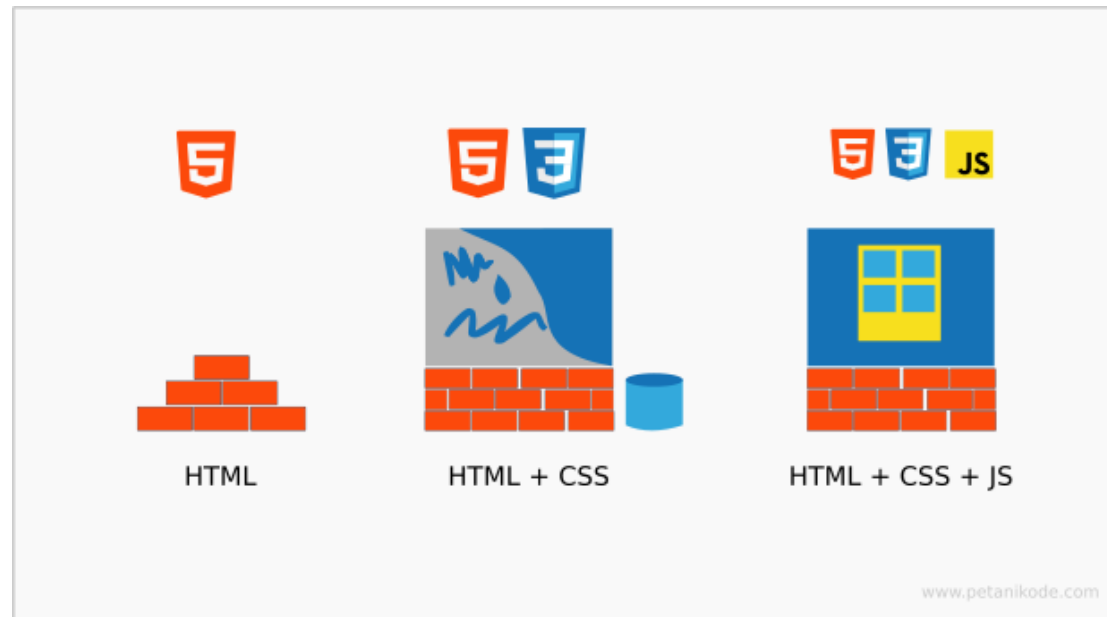 5
5 3
5 3 JS
HTML
HTML + CSS
HTML + CSS + JS
www.petanikode.com